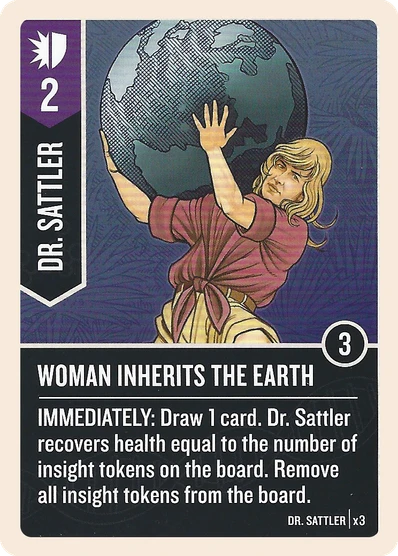 2
DR. SATTLER
3
WOMAN INHERITS THE EARTH
IMMEDIATELY: Draw 1 card. Dr. Sattler
recovers health equal to the number of
insight tokens on the board. Remove
all insight tokens from the board.
DR. SATTLER | x3